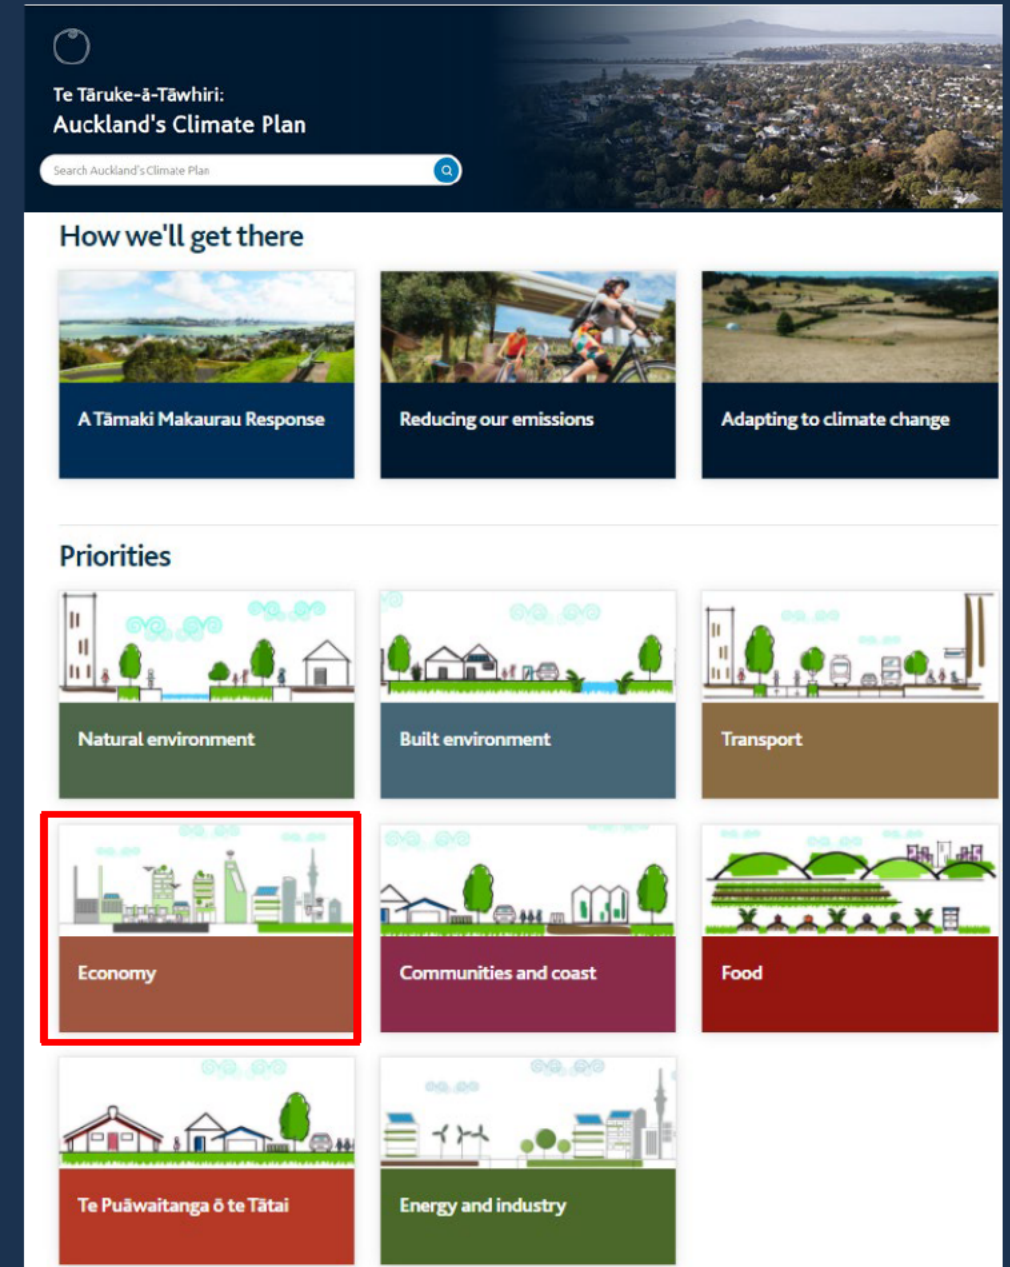 Te Tāruke-ā-Tāwhiri:
Auckland's Climate Plan
Search Auckland's Climate Plan
How we'll get there
A Tāmaki Makaurau Response
Reducing our emissions
Adapting to climate change
Priorities
Natural environment
Built environment
Transport
Economy
Communities and coast
Food
Te Puāwaitanga ō te Tātai
Energy and industry